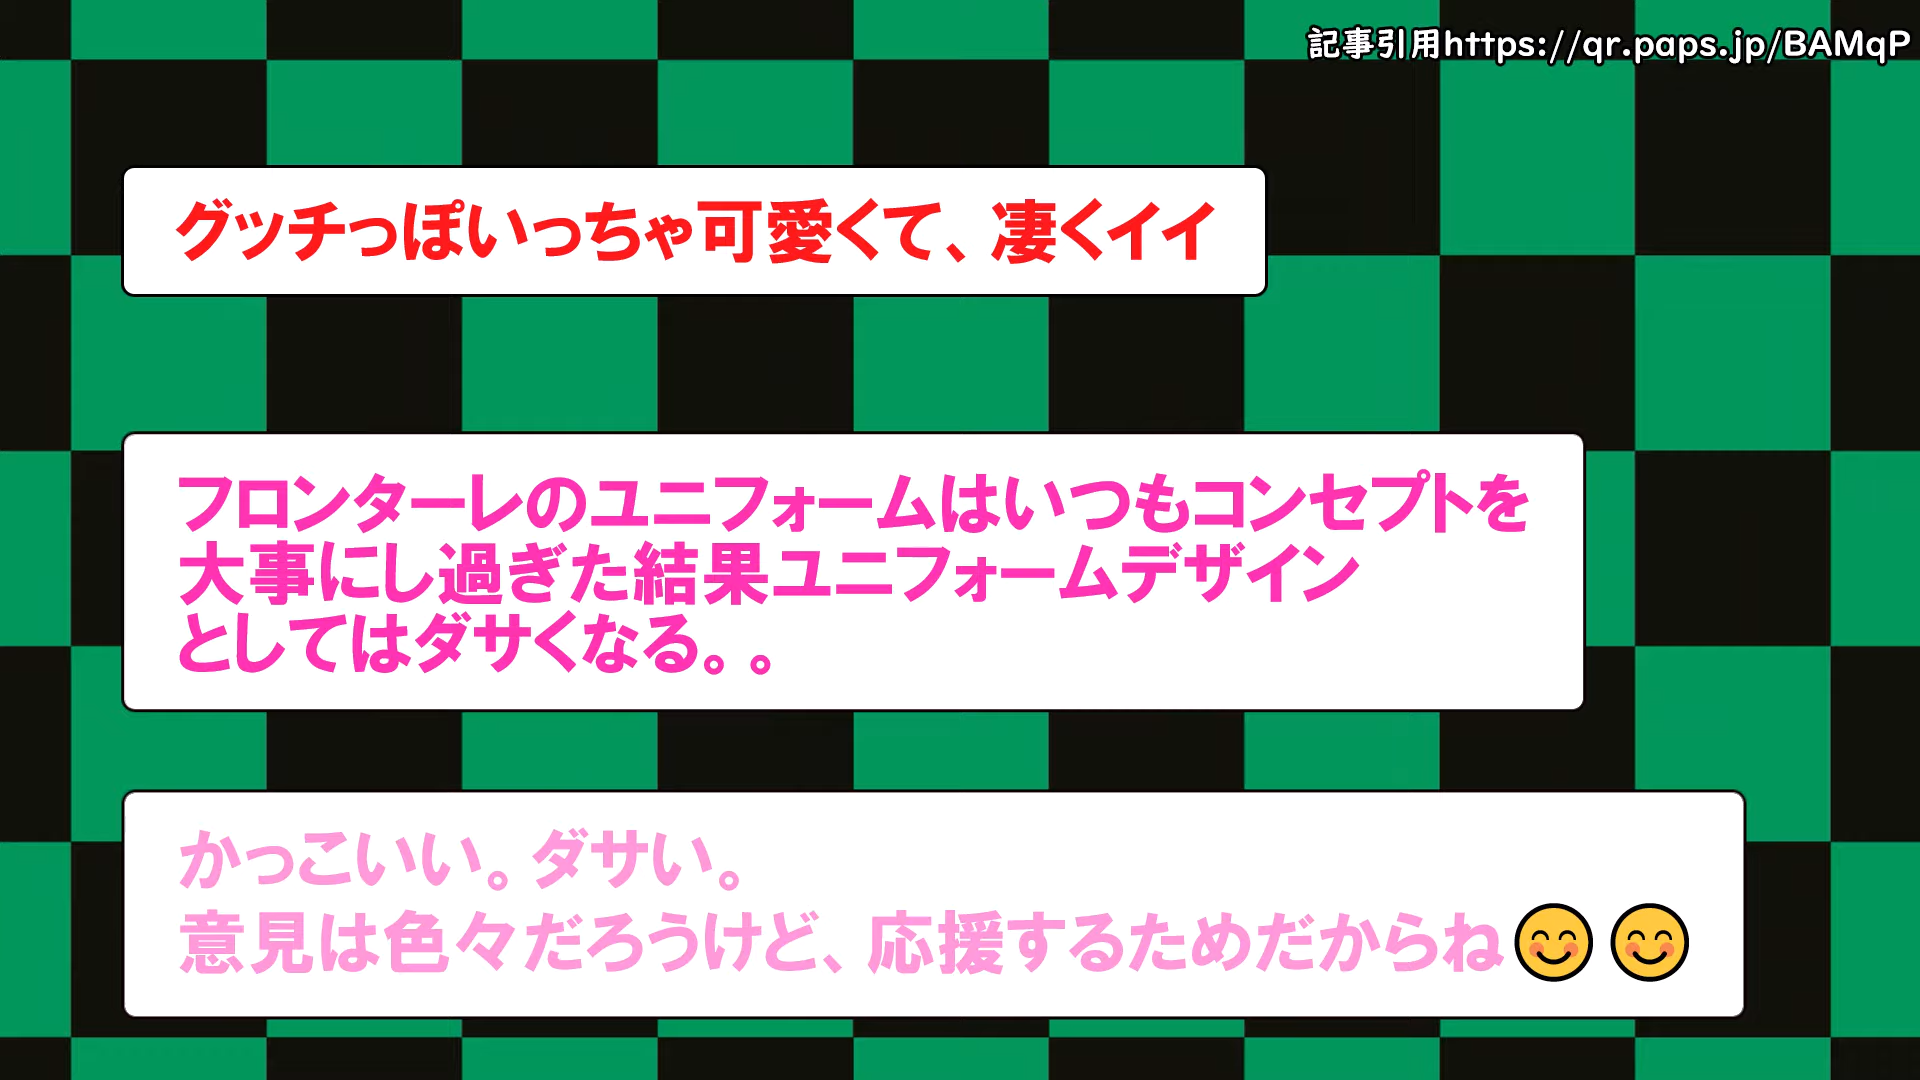 記事引用https://qr.paps.jp/BAMqP
グッチっぽいっちゃ可愛くて、凄くイイ
フロンターレのユニフォームはいつもコンセプトを
大事にし過ぎた結果ユニフォームデザイン
としてはダサくなる。。
かっこいい。ダサい。
意見は色々だろうけど、応援するためだからね😊😊